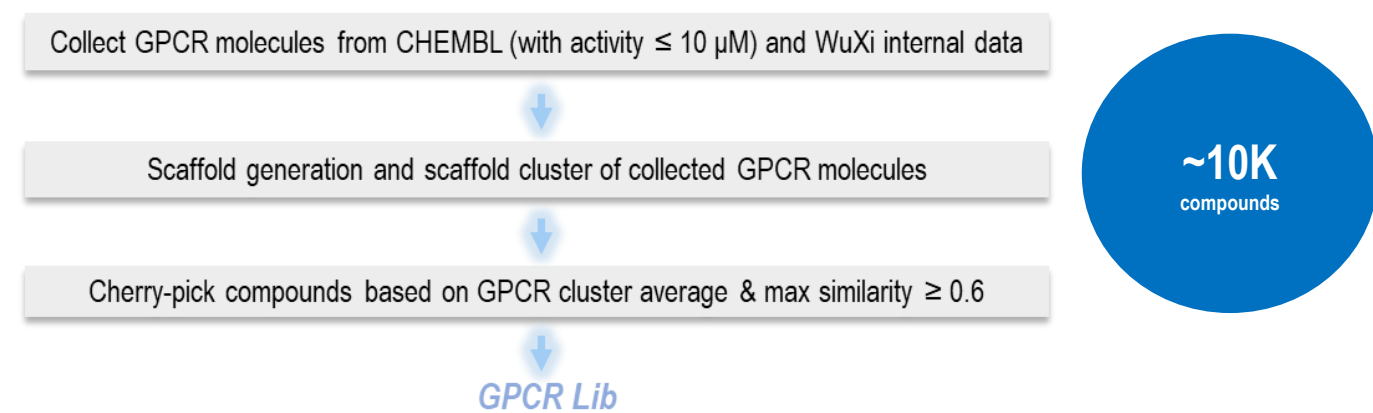 Collect GPCR molecules from CHEMBL (with activity ≤ 10 µM) and WuXi internal data
Scaffold generation and scaffold cluster of collected GPCR molecules
Cherry-pick compounds based on GPCR cluster average & max similarity ≥ 0.6
GPCR Lib
~10K
compounds